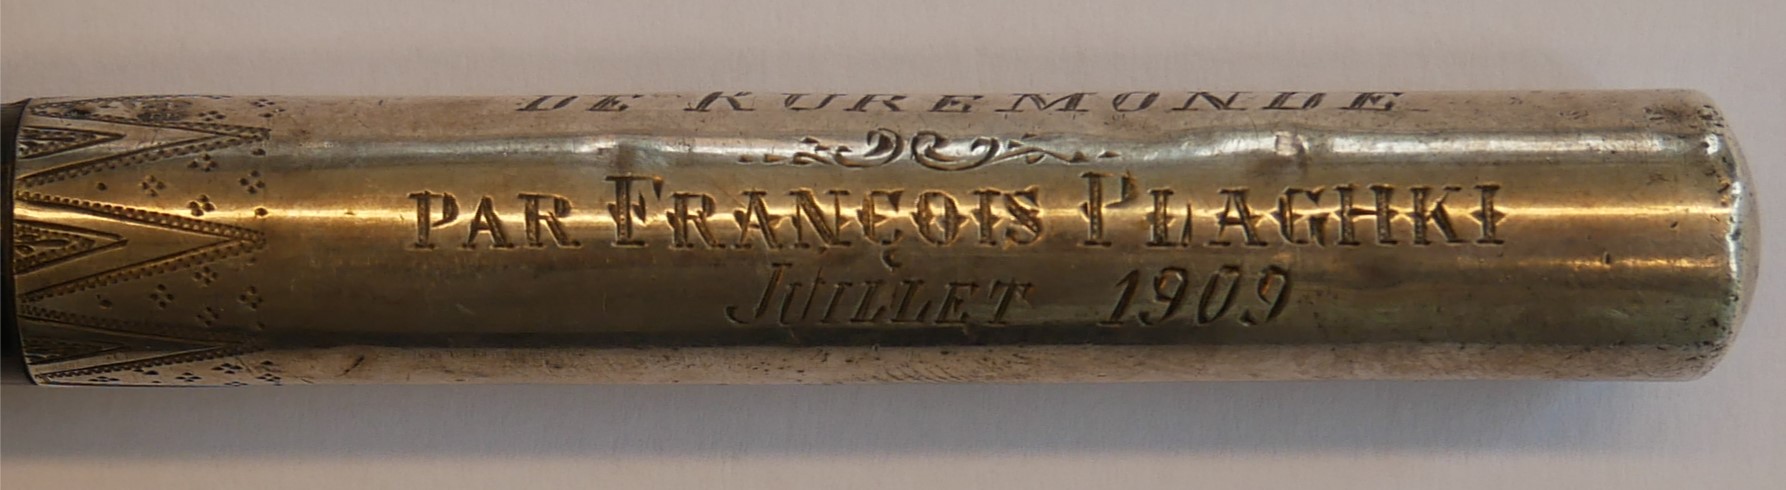 DE RUREMONDE
PAR FRANÇOIS PLAGHKI
JUILLET 1909